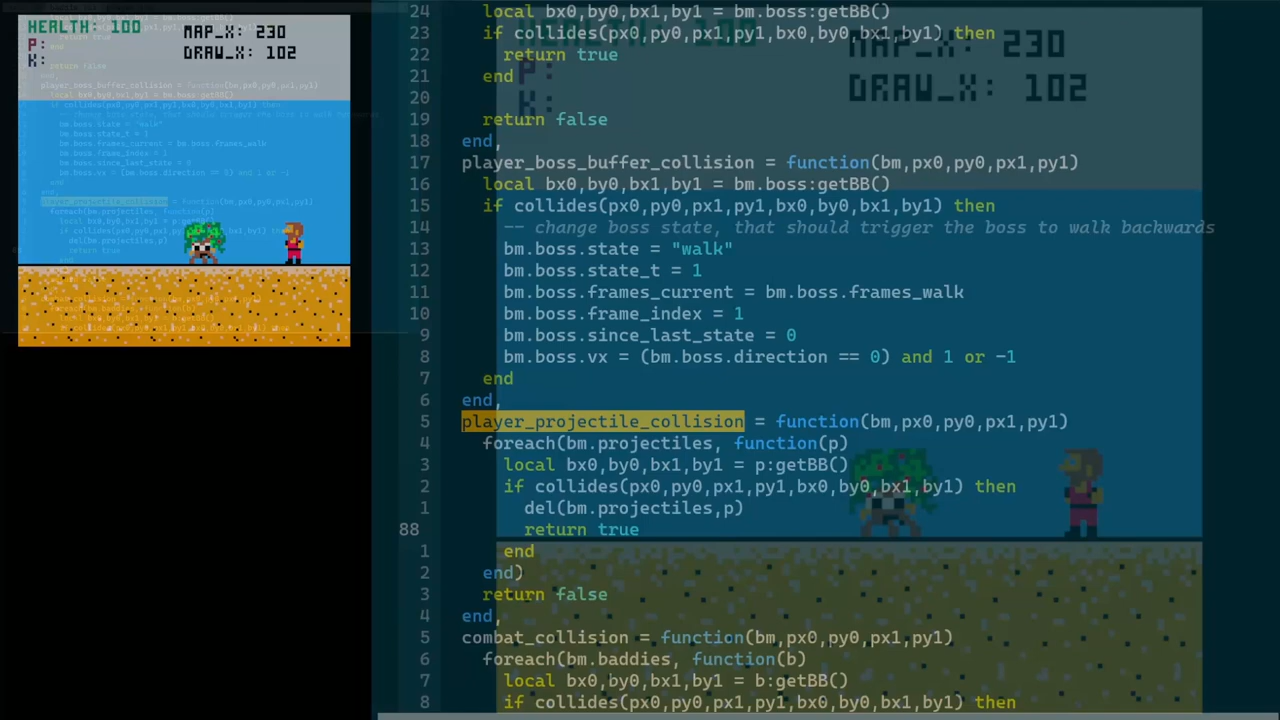 HEALTH: 100
P:
K:
MAP_X: 230
DRAW_X: 102
24 local bx0,by0,bx1,by1 = bm.boss:getBB()
23 if collides(px0,py0,px1,py1,bx0,by0,bx1,by1) then
22 return true
21 end
20
19 return false
18 end,
17 player_boss_buffer_collision = function(bm,px0,py0,px1,py1)
16 local bx0,by0,bx1,by1 = bm.boss:getBB()
15 if collides(px0,py0,px1,py1,bx0,by0,bx1,by1) then
14 -- change boss state, that should trigger the boss to walk backwards
13 bm.boss.state = "walk"
12 bm.boss.state_t = 1
11 bm.boss.frames_current = bm.boss.frames_walk
10 bm.boss.frame_index = 1
9 bm.boss.since_last_state = 0
8 bm.boss.vx = (bm.boss.direction == 0) and 1 or -1
7 end
6 end,
5 player_projectile_collision = function(bm,px0,py0,px1,py1)
4 foreach(bm.projectiles, function(p)
3 local bx0,by0,bx1,by1 = p:getBB()
2 if collides(px0,py0,px1,py1,bx0,by0,bx1,by1) then
1 del(bm.projectiles,p)
88 return true
1 end
2 end)
3 return false
4 end,
5 combat_collision = function(bm,px0,py0,px1,py1)
6 foreach(bm.baddies, function(b)
7 local bx0,by0,bx1,by1 = b:getBB()
8 if collides(px0,py0,px1,py1,bx0,by0,bx1,by1) then
MAP_X: 230
DRAW_X: 102